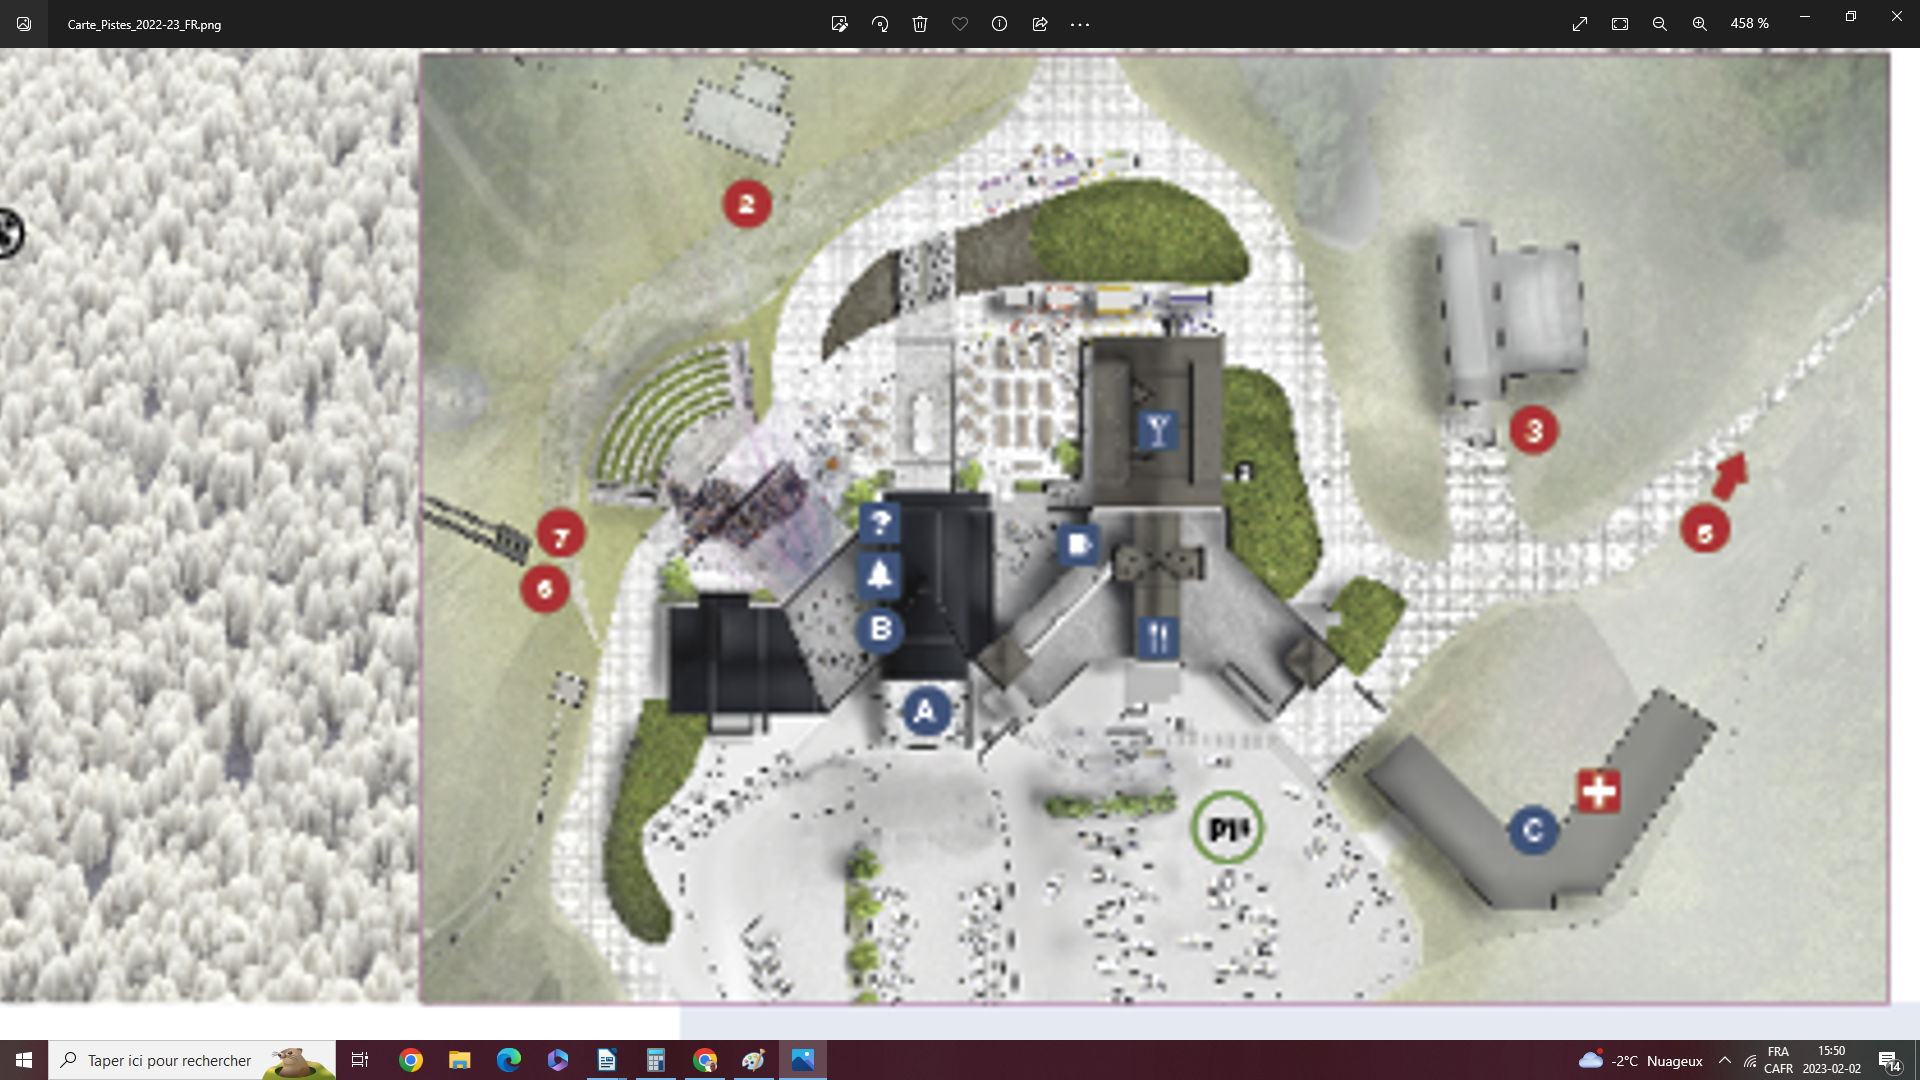 Carte_Pistes_2022-23_FR.png
458 %
2
3
?
7
5
6
B
A
P1
C
Taper ici pour rechercher
-2°C Nuageux
FRA
CAFR
15:50
2023-02-02
14